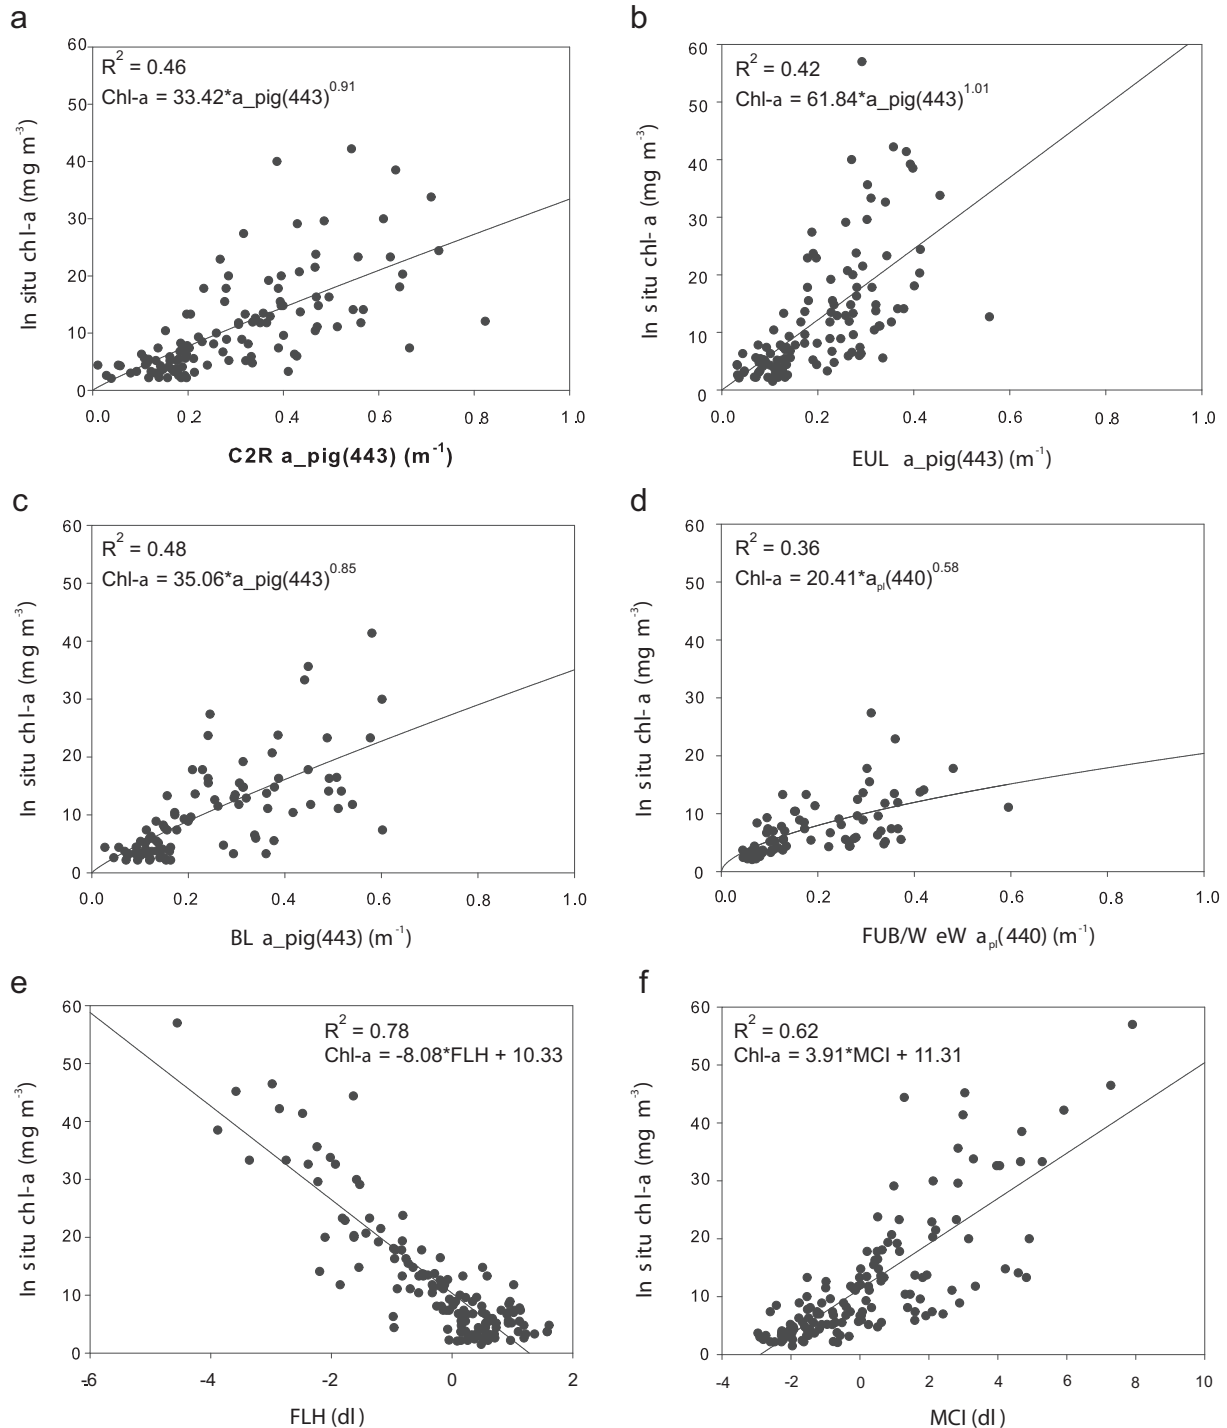 a
R² = 0.46
Chl-a = 33.42*a_pig(443)^0.91
In situ chl-a (mg m⁻³)
60
50
40
30
20
10
0
0.0 0.2 0.4 0.6 0.8 1.0
C2R a_pig(443) (m⁻¹)
b
R² = 0.42
Chl-a = 61.84*a_pig(443)^1.01
In situ chl-a (mg m⁻³)
60
50
40
30
20
10
0
0.0 0.2 0.4 0.6 0.8 1.0
EUL a_pig(443) (m⁻¹)
c
R² = 0.48
Chl-a = 35.06*a_pig(443)^0.85
In situ chl-a (mg m⁻³)
60
50
40
30
20
10
0
0.0 0.2 0.4 0.6 0.8 1.0
BL a_pig(443) (m⁻¹)
d
R² = 0.36
Chl-a = 20.41*a_pl(440)^0.58
In situ chl-a (mg m⁻³)
60
50
40
30
20
10
0
0.0 0.2 0.4 0.6 0.8 1.0
FUB/W eW a_pl(440) (m⁻¹)
e
R² = 0.78
Chl-a = -8.08*FLH + 10.33
In situ chl-a (mg m⁻³)
60
50
40
30
20
10
0
-6 -4 -2 0 2
FLH (dl)
f
R² = 0.62
Chl-a = 3.91*MCI + 11.31
In situ chl-a (mg m⁻³)
60
50
40
30
20
10
0
-4 -2 0 2 4 6 8 10
MCI (dl)